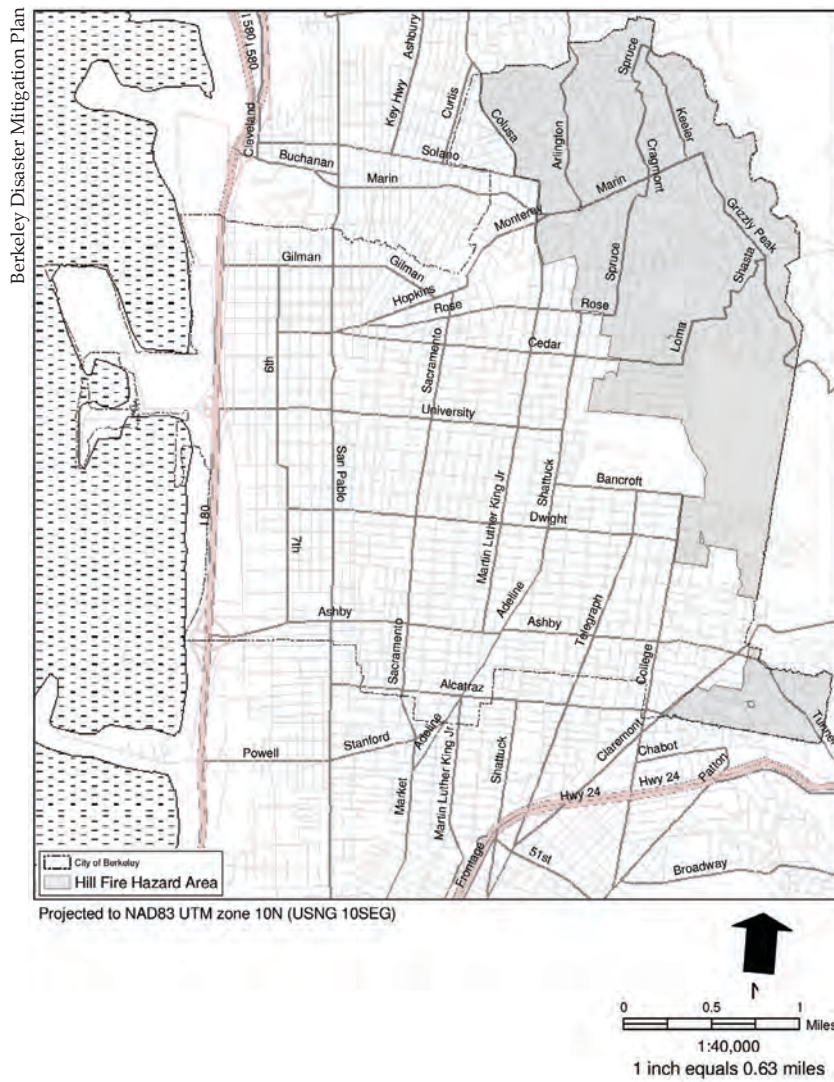 Berkeley Disaster Mitigation Plan
I 580 I 580
Cleveland
Key Hwy
Ashbury
Curtis
Colusa
Arlington
Spruce
Keeler
Cragmont
Buchanan
Solano
Marin
Marin
Monterey
Grizzly Peak
Shasta
Spruce
Gilman
Gilman
Hopkins
Rose
Rose
Loma
6th
Sacramento
Cedar
University
San Pablo
Martin Luther King Jr
Shattuck
Bancroft
I 80
Dwight
7th
Adeline
Telegraph
College
Ashby
Ashby
Sacramento
Alcatraz
Claremont
Tunnel
Powell
Stanford
Adeline
Market
Martin Luther King Jr
Shattuck
Chabot
Patton
Hwy 24
Hwy 24
Frontage
51st
Broadway
City of Berkeley
Hill Fire Hazard Area
Projected to NAD83 UTM zone 10N (USNG 10SEG)
0 0.5 1
Miles
1:40,000
1 inch equals 0.63 miles